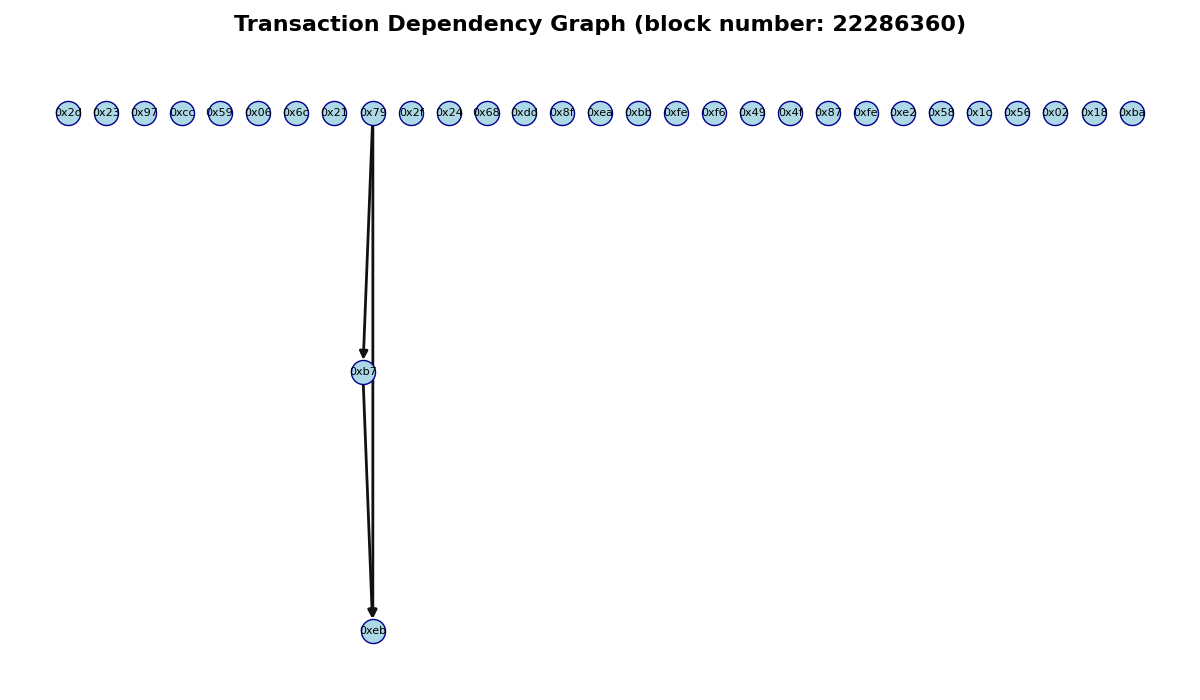 Transaction Dependency Graph (block number: 22286360)
0x2d 0x23 0x97 0xcc 0x59 0x06 0x6c 0x21 0x79 0x2f 0x24 0x68 0xdd 0x8f 0xea 0xbb 0xfe 0xf6 0x49 0x4f 0x87 0xfe 0xe2 0x58 0x1c 0x56 0x02 0x18 0xba
0xb7
0xeb